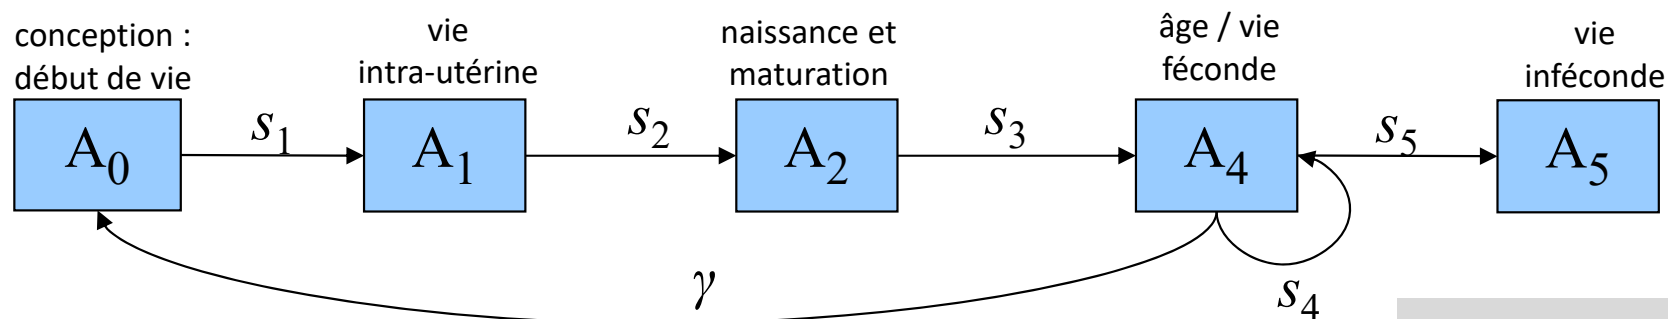 conception :
début de vie
vie
intra-utérine
naissance et
maturation
âge / vie
féconde
vie
inféconde
A₀
s₁
A₁
s₂
A₂
s₃
A₄
s₅
A₅
γ
s₄